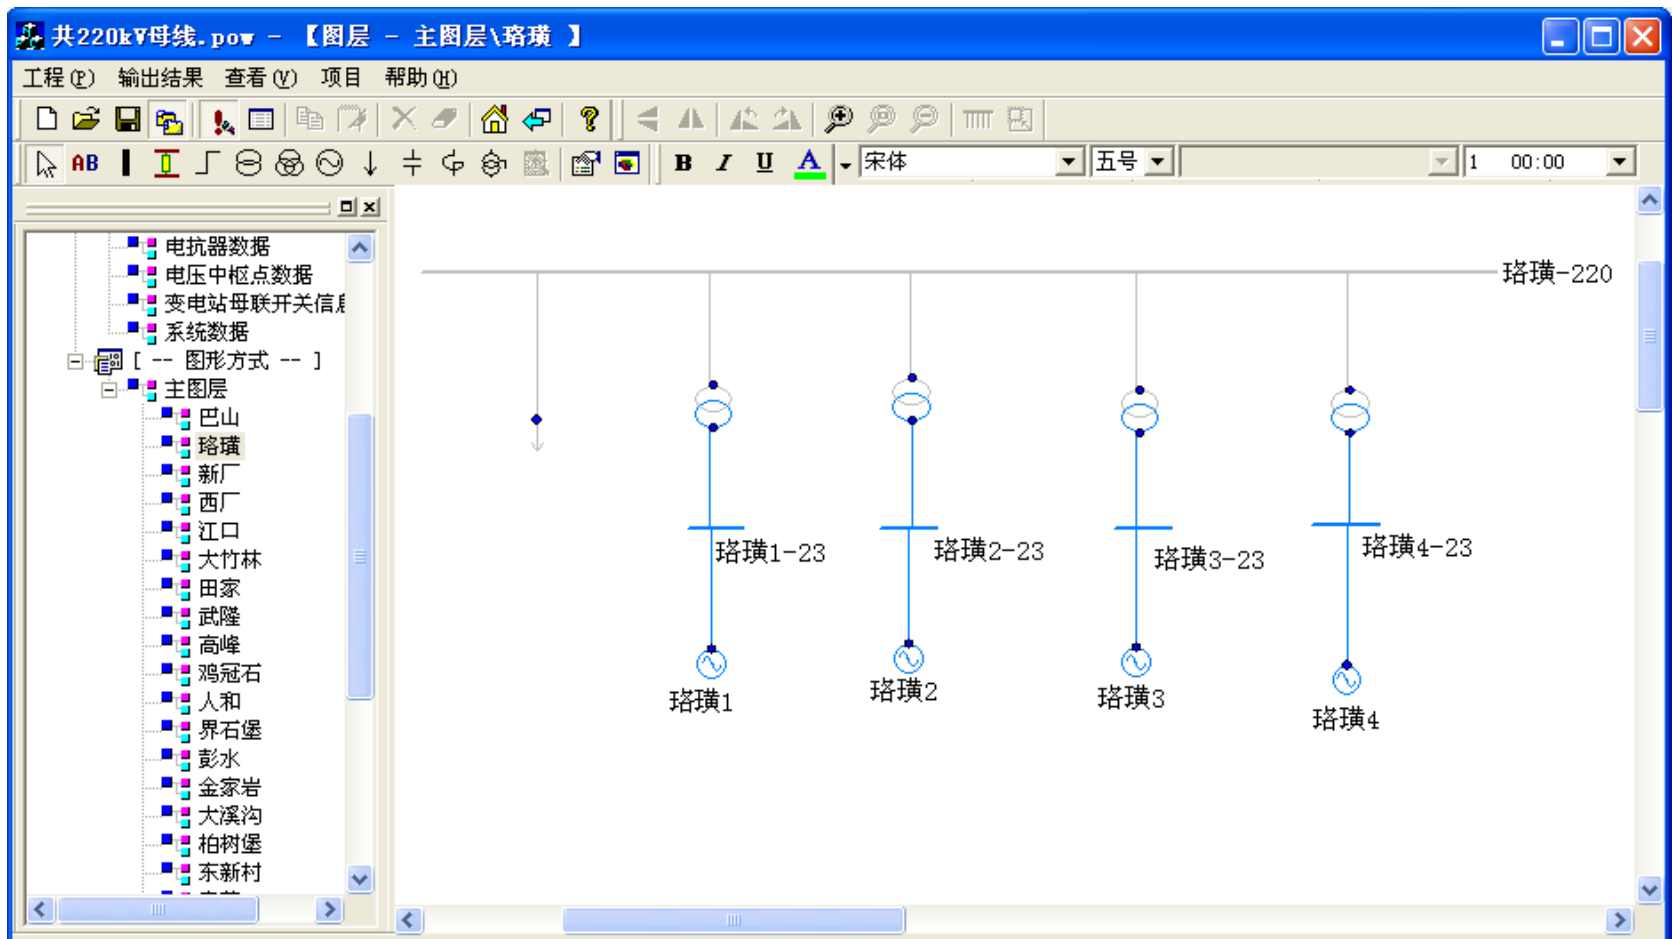 共220kV母线.pow - 【图层 - 主图层\珞璜 】
工程(P) 输出结果 查看(V) 项目 帮助(H)
AB B I U A 宋体 五号 1 00:00
电抗器数据
电压中枢点数据
变电站母联开关信息
系统数据
[ -- 图形方式 -- ]
主图层
巴山
珞璜
新厂
西厂
江口
大竹林
田家
武隆
高峰
鸡冠石
人和
界石堡
彭水
金家岩
大溪沟
柏树堡
东新村
珞璜-220
珞璜1-23
珞璜2-23
珞璜3-23
珞璜4-23
珞璜1
珞璜2
珞璜3
珞璜4